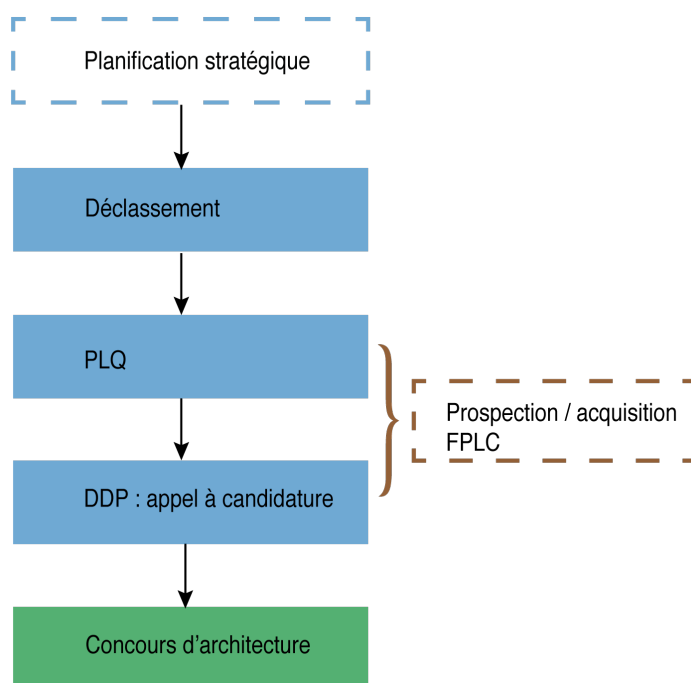 Planification stratégique
Déclassement
PLQ
Prospection / acquisition
FPLC
DDP : appel à candidature
Concours d'architecture